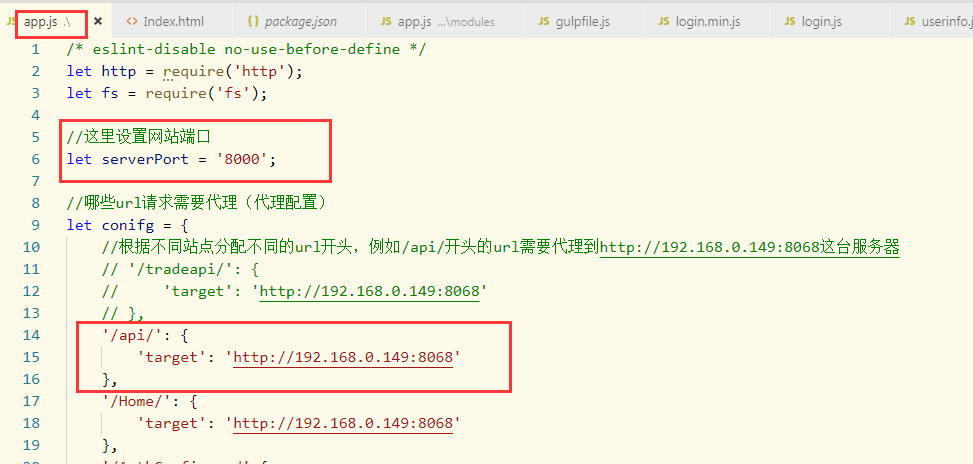 JS app.js .\ × <> Index.html {} package.json JS app.js ...\modules JS gulpfile.js JS login.min.js JS login.js JS userinfo.j
1 /* eslint-disable no-use-before-define */
2 let http = require('http');
3 let fs = require('fs');
4
5 //这里设置网站端口
6 let serverPort = '8000';
7
8 //哪些url请求需要代理（代理配置）
9 let conifg = {
10 //根据不同站点分配不同的url开头，例如/api/开头的url需要代理到http://192.168.0.149:8068这台服务器
11 // '/tradeapi/': {
12 //     'target': 'http://192.168.0.149:8068'
13 // },
14 '/api/': {
15 'target': 'http://192.168.0.149:8068'
16 },
17 '/Home/': {
18 'target': 'http://192.168.0.149:8068'
19 },